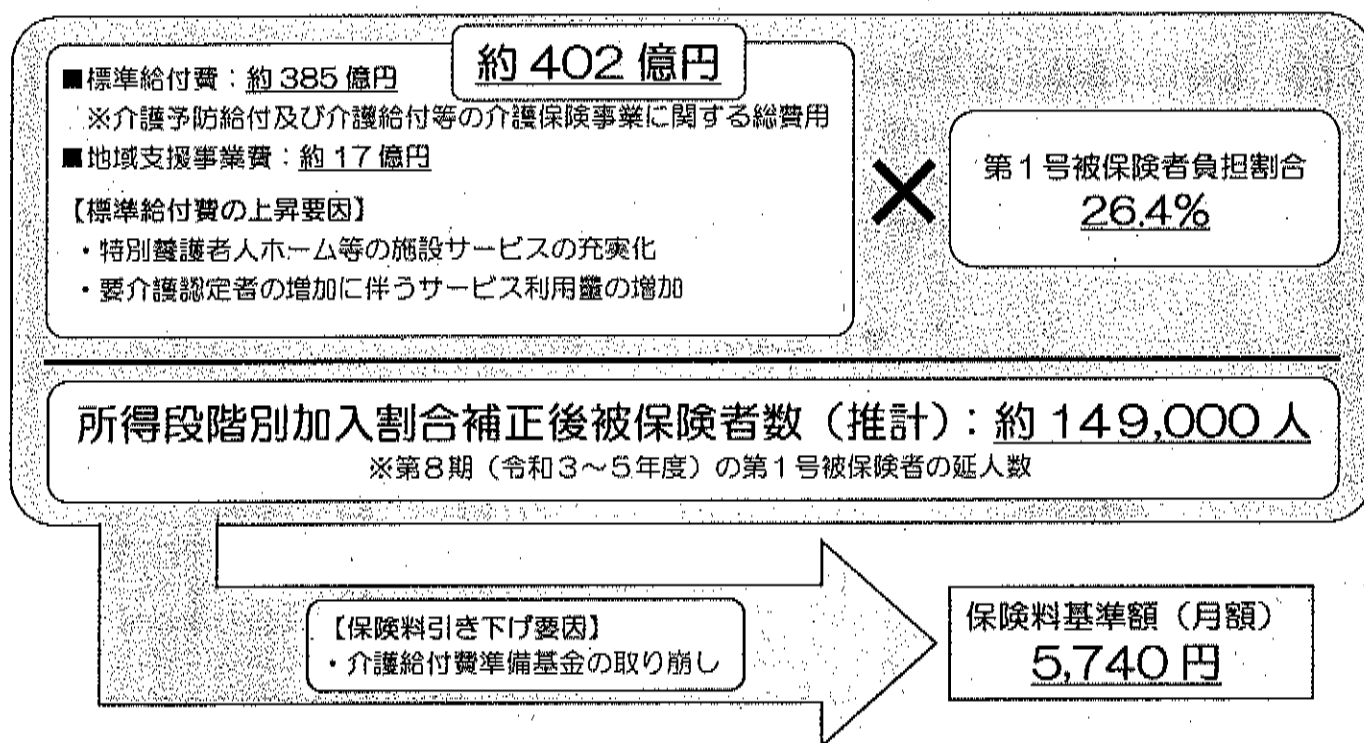 約402億円
■標準給付費：約385億円
※介護予防給付及び介護給付等の介護保険事業に関する総費用
■地域支援事業費：約17億円
【標準給付費の上昇要因】
・特別養護老人ホーム等の施設サービスの充実化
・要介護認定者の増加に伴うサービス利用量の増加
×
第1号被保険者負担割合
26.4%
所得段階別加入割合補正後被保険者数（推計）：約149,000人
※第8期（令和3～5年度）の第1号被保険者の延人数
【保険料引き下げ要因】
・介護給付費準備基金の取り崩し
保険料基準額（月額）
5,740円